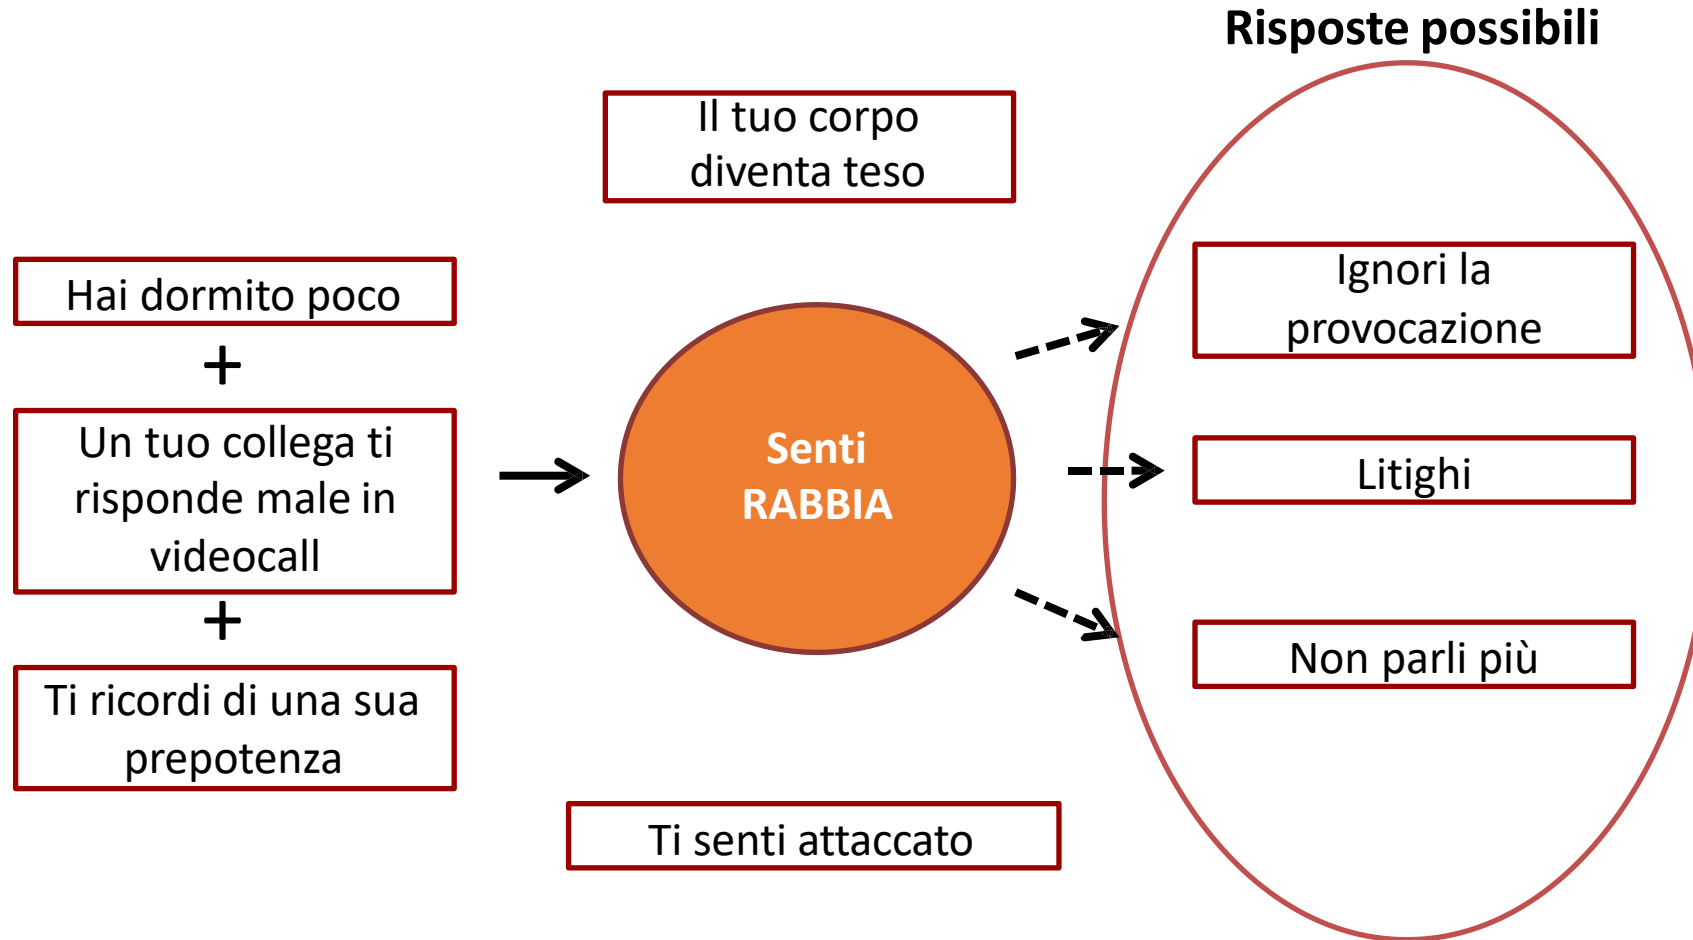 Risposte possibili
Il tuo corpo
diventa teso
Hai dormito poco
+
Un tuo collega ti
risponde male in
videocall
+
Ti ricordi di una sua
prepotenza
Senti
RABBIA
Ti senti attaccato
Ignori la
provocazione
Litighi
Non parli più